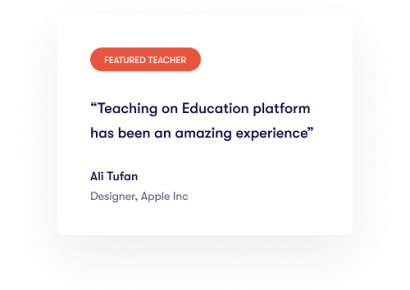 FEATURED TEACHER
“Teaching on Education platform
has been an amazing experience”
Ali Tufan
Designer, Apple Inc